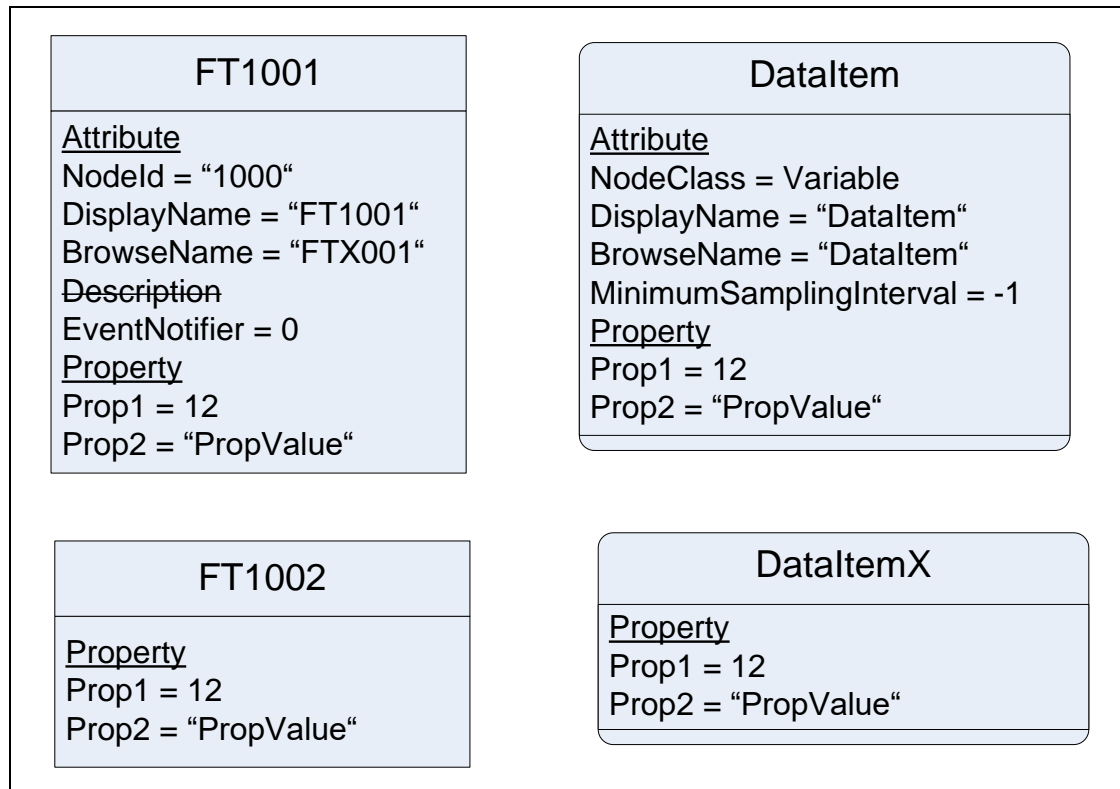 FT1001
Attribute
NodeId = “1000“
DisplayName = “FT1001“
BrowseName = “FTX001“
Description
EventNotifier = 0
Property
Prop1 = 12
Prop2 = “PropValue“
DataItem
Attribute
NodeClass = Variable
DisplayName = “DataItem“
BrowseName = “DataItem“
MinimumSamplingInterval = -1
Property
Prop1 = 12
Prop2 = “PropValue“
FT1002
Property
Prop1 = 12
Prop2 = “PropValue“
DataItemX
Property
Prop1 = 12
Prop2 = “PropValue“